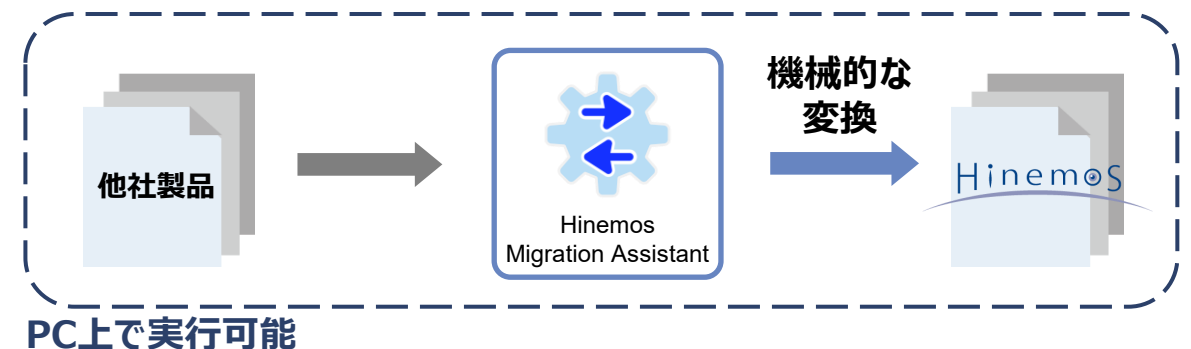 他社製品
Hinemos
Migration Assistant
機械的な
変換
Hinemos
PC上で実行可能